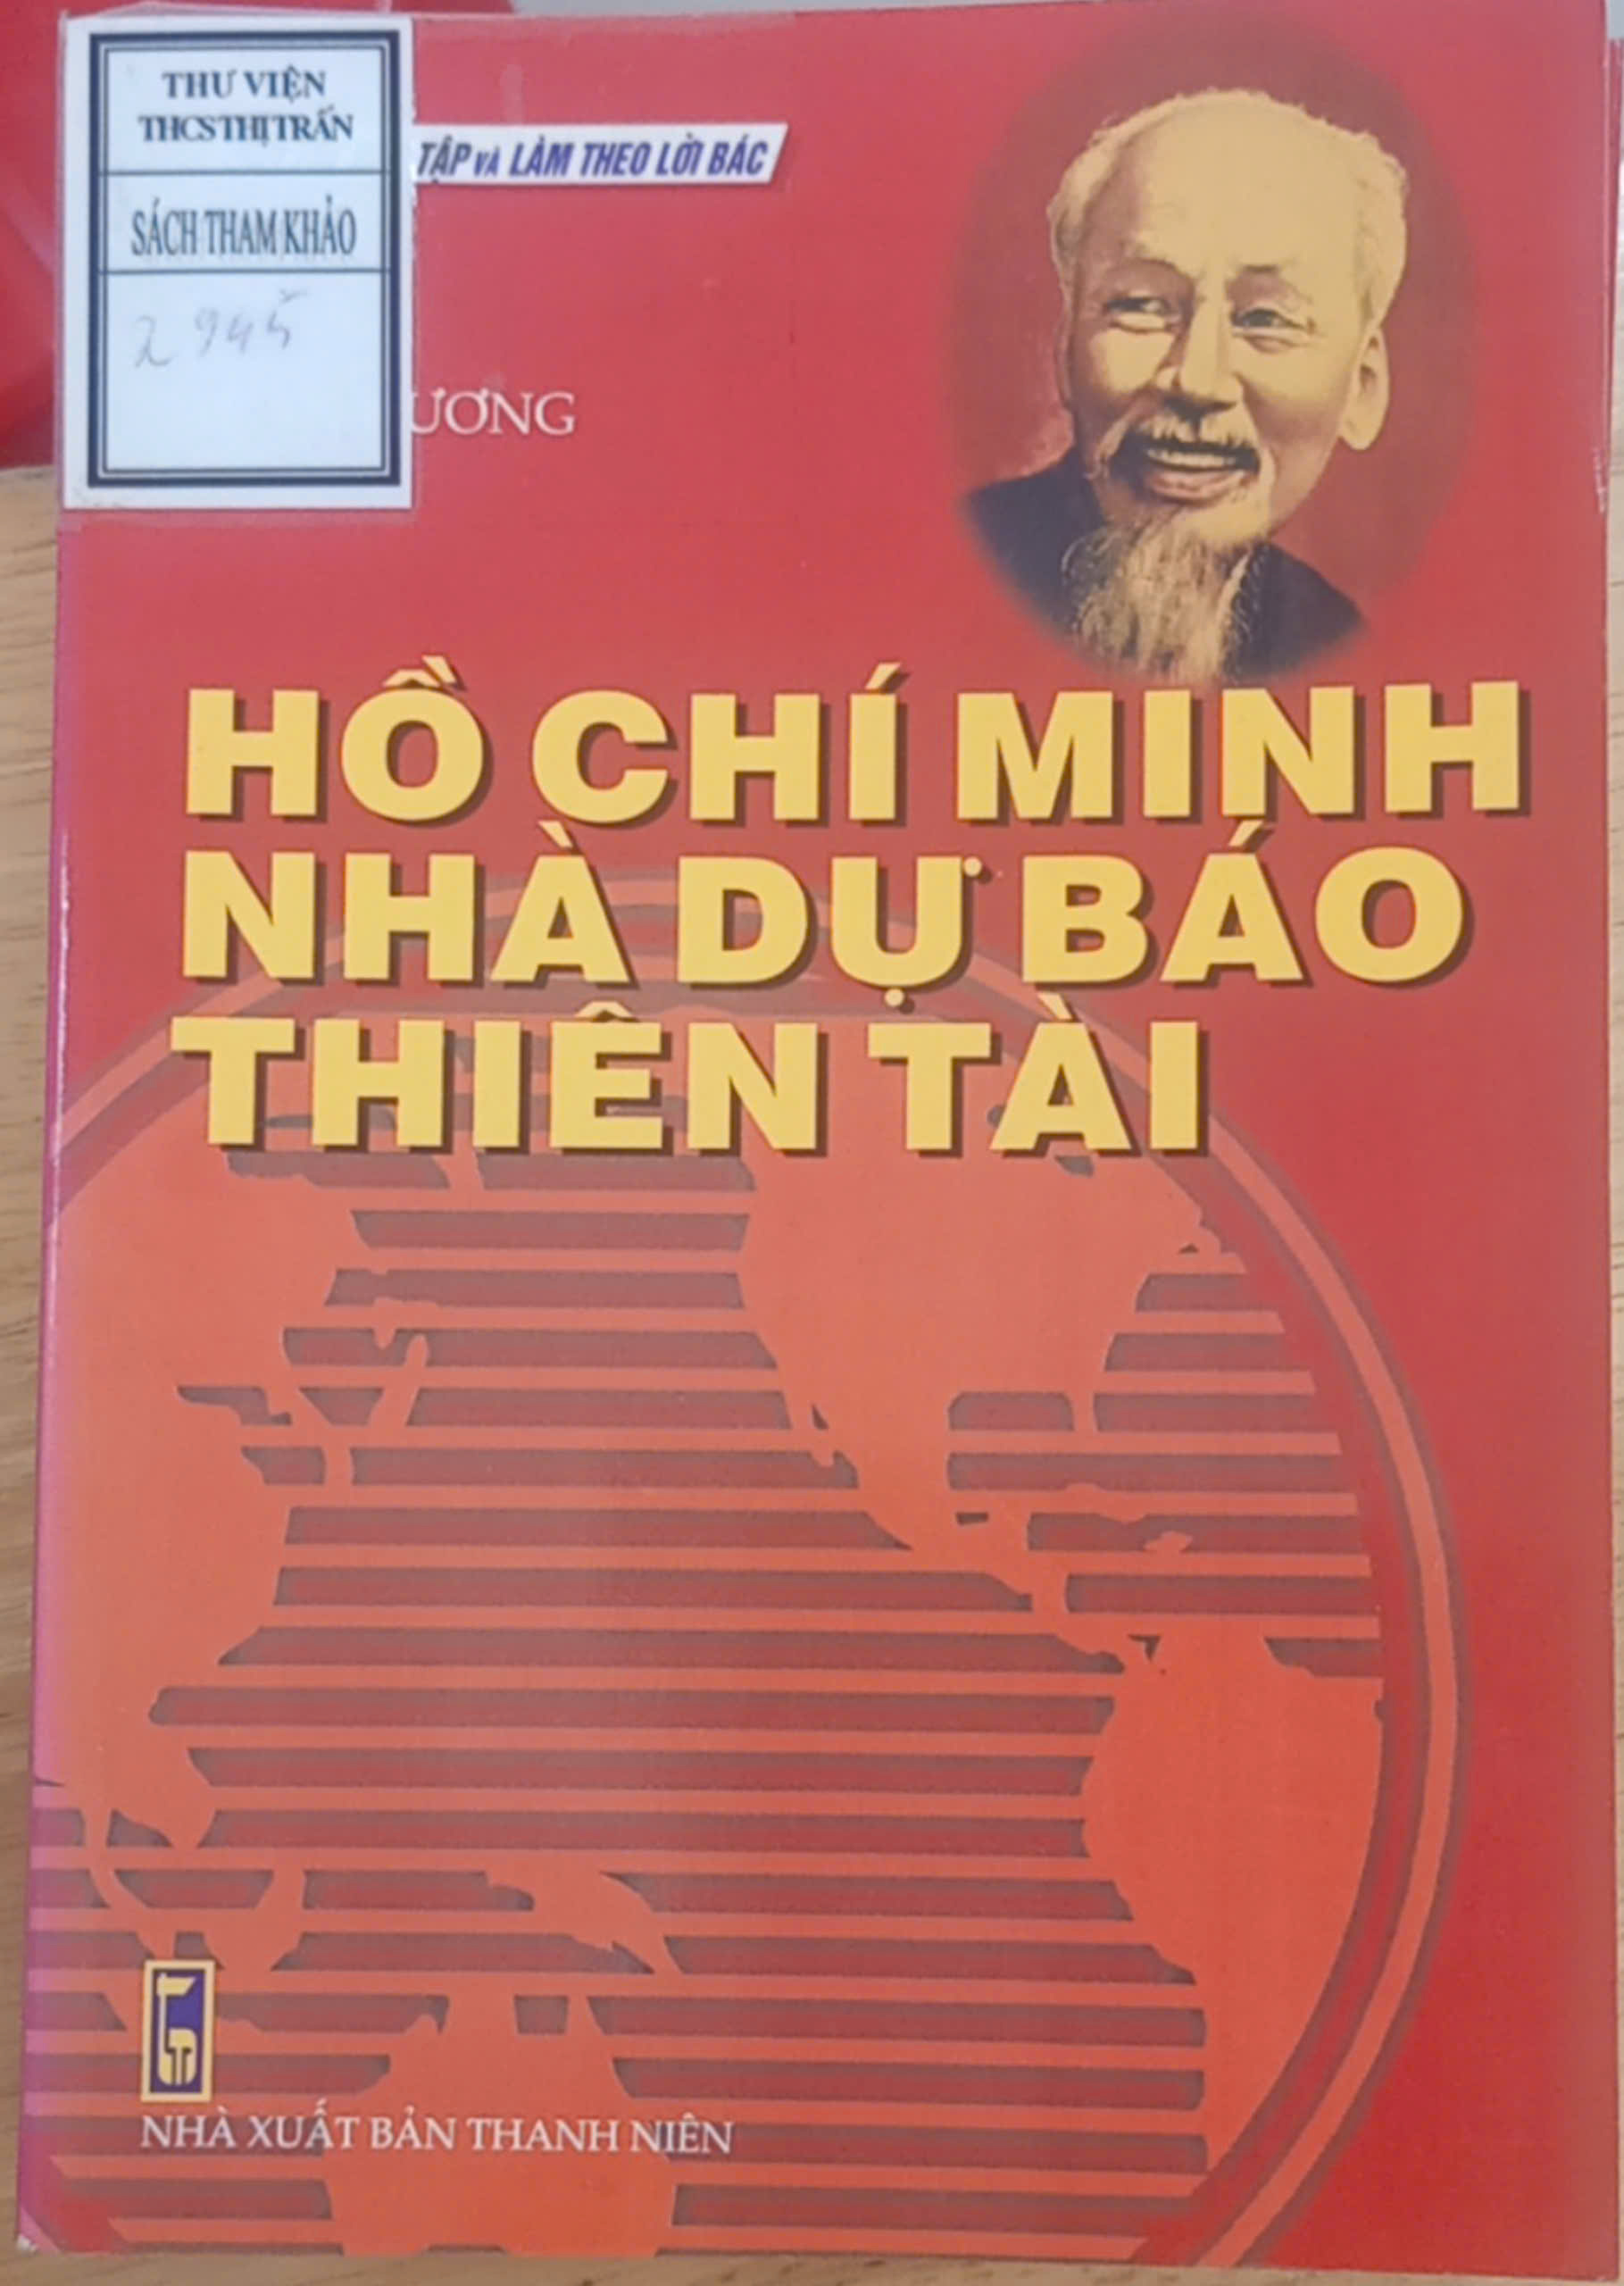 THƯ VIỆN
THCS THỊ TRẤN
SÁCH THAM KHẢO
2945
TẬP VÀ LÀM THEO LỜI BÁC
ƯƠNG
HỒ CHÍ MINH
NHÀ DỰ BÁO
THIÊN TÀI
NHÀ XUẤT BẢN THANH NIÊN